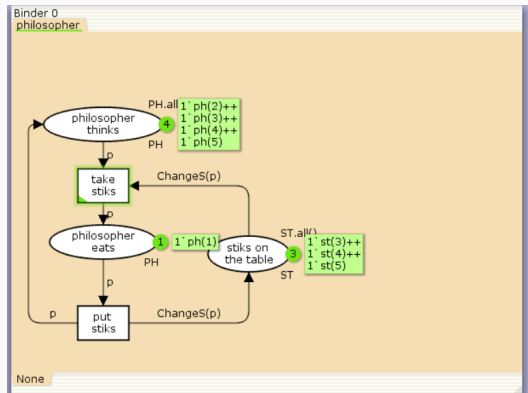 Binder 0
philosopher
PH.all
1`ph(2)++
1`ph(3)++
1`ph(4)++
1`ph(5)
philosopher
thinks
4
PH
p
take
stiks
ChangeS(p)
p
philosopher
eats
1
1`ph(1)
PH
ST.all()
1`st(3)++
1`st(4)++
1`st(5)
stiks on
the table
3
ST
p
p
put
stiks
ChangeS(p)
None